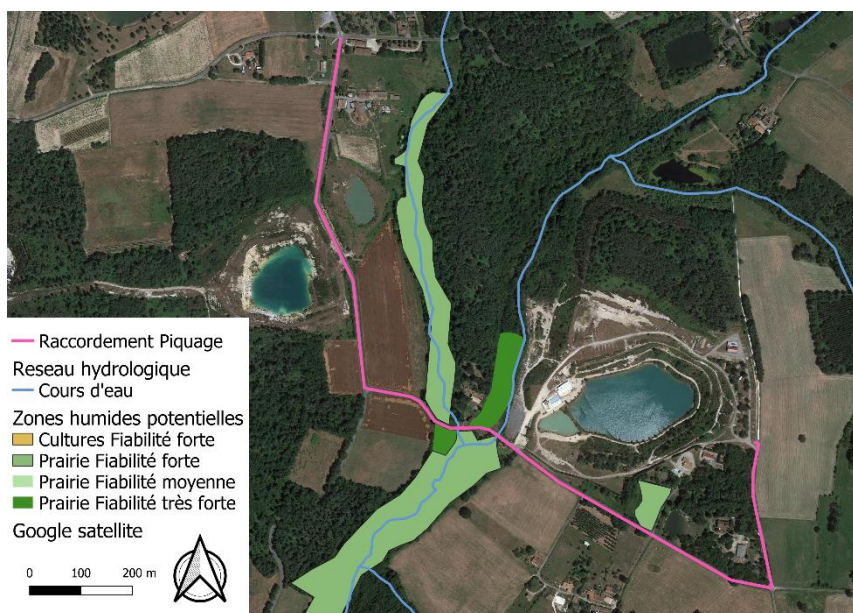 Raccordement Piquage
Reseau hydrologique
Cours d'eau
Zones humides potentielles
Cultures Fiabilité forte
Prairie Fiabilité forte
Prairie Fiabilité moyenne
Prairie Fiabilité très forte
Google satellite
0 100 200 m